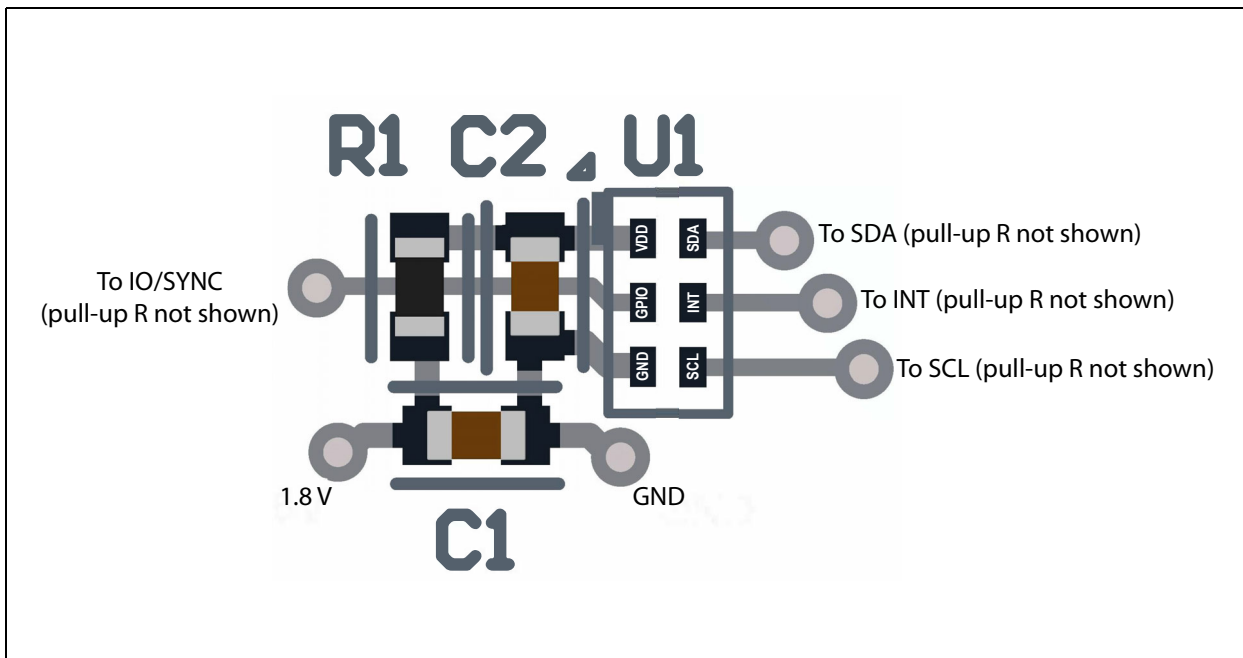 R1 C2 U1
VDD SDA
To SDA (pull-up R not shown)
To IO/SYNC
(pull-up R not shown)
GPIO INT
To INT (pull-up R not shown)
GND SCL
To SCL (pull-up R not shown)
1.8 V
GND
C1